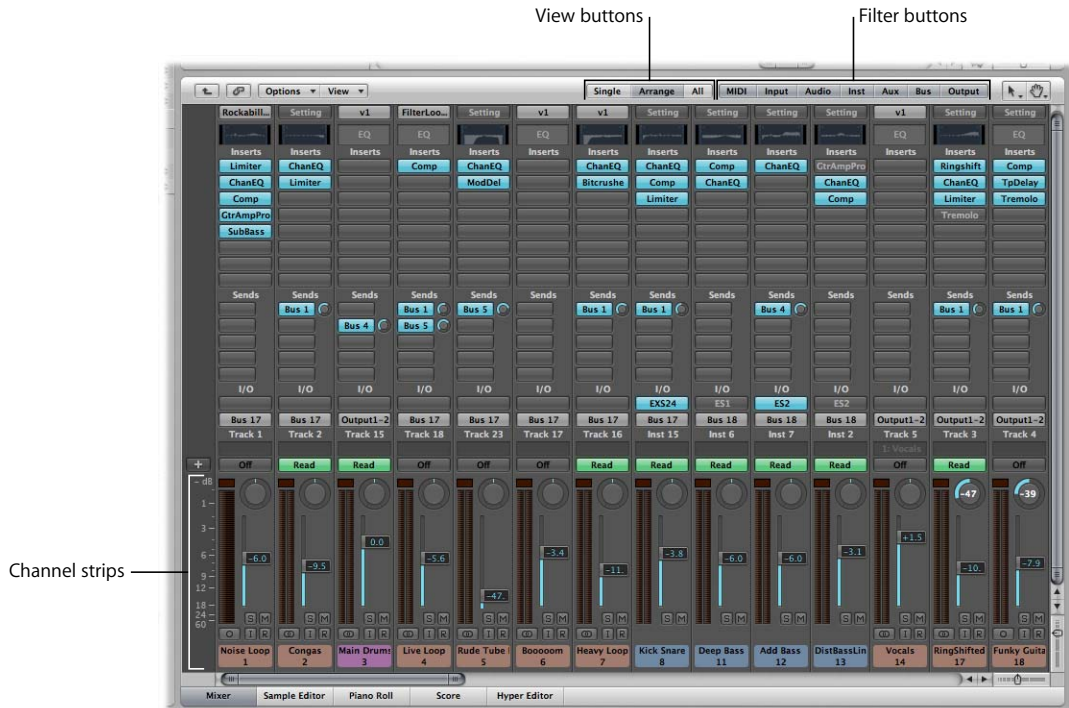 View buttons
Filter buttons
Options View Single Arrange All MIDI Input Audio Inst Aux Bus Output
Rockabill... Setting v1 FilterLoo... Setting v1 v1 Setting Setting Setting Setting v1 Setting Setting
EQ EQ EQ EQ EQ
Inserts Inserts Inserts Inserts Inserts Inserts Inserts Inserts Inserts Inserts Inserts Inserts Inserts Inserts
Limiter ChanEQ Comp ChanEQ ChanEQ ChanEQ Comp ChanEQ GtrAmpPro Ringshift Comp
ChanEQ Limiter ModDel Bitcrushe Comp ChanEQ ChanEQ ChanEQ TpDelay
Comp Limiter Comp Limiter Tremolo
GtrAmpPro Tremolo
SubBass
Sends Sends Sends Sends Sends Sends Sends Sends Sends Sends Sends Sends Sends Sends
Bus 1 Bus 1 Bus 5 Bus 1 Bus 1 Bus 4 Bus 1 Bus 1
Bus 4 Bus 5
I/O I/O I/O I/O I/O I/O I/O I/O I/O I/O I/O I/O I/O I/O
EXS24 ES1 ES2 ES2
Bus 17 Bus 17 Output1-2 Bus 17 Bus 17 Bus 17 Bus 17 Bus 17 Bus 18 Bus 18 Bus 18 Output1-2 Output1-2 Output1-2
Track 1 Track 2 Track 15 Track 18 Track 23 Track 17 Track 16 Inst 15 Inst 6 Inst 7 Inst 2 Track 5 Track 3 Track 4
1: Vocals
+ Off Read Read Off Read Off Read Read Read Read Read Off Read Off
- dB
-47 -39
1
3
0.0 +1.5
6 -6.0 -9.5 -5.6 -3.4 -11. -3.8 -6.0 -6.0 -3.1 -10. -7.9
9
Channel strips
12
-47.
18
24 S M S M S M S M S M S M S M S M S M S M S M S M S M S M
60
I R I R I R I R I R I R I R I R I R
Noise Loop Congas Main Drums Live Loop Rude Tube Booooom Heavy Loop Kick Snare Deep Bass Add Bass DistBassLin Vocals RingShifted Funky Guita
1 2 3 4 5 6 7 8 11 12 13 14 17 18
Mixer Sample Editor Piano Roll Score Hyper Editor